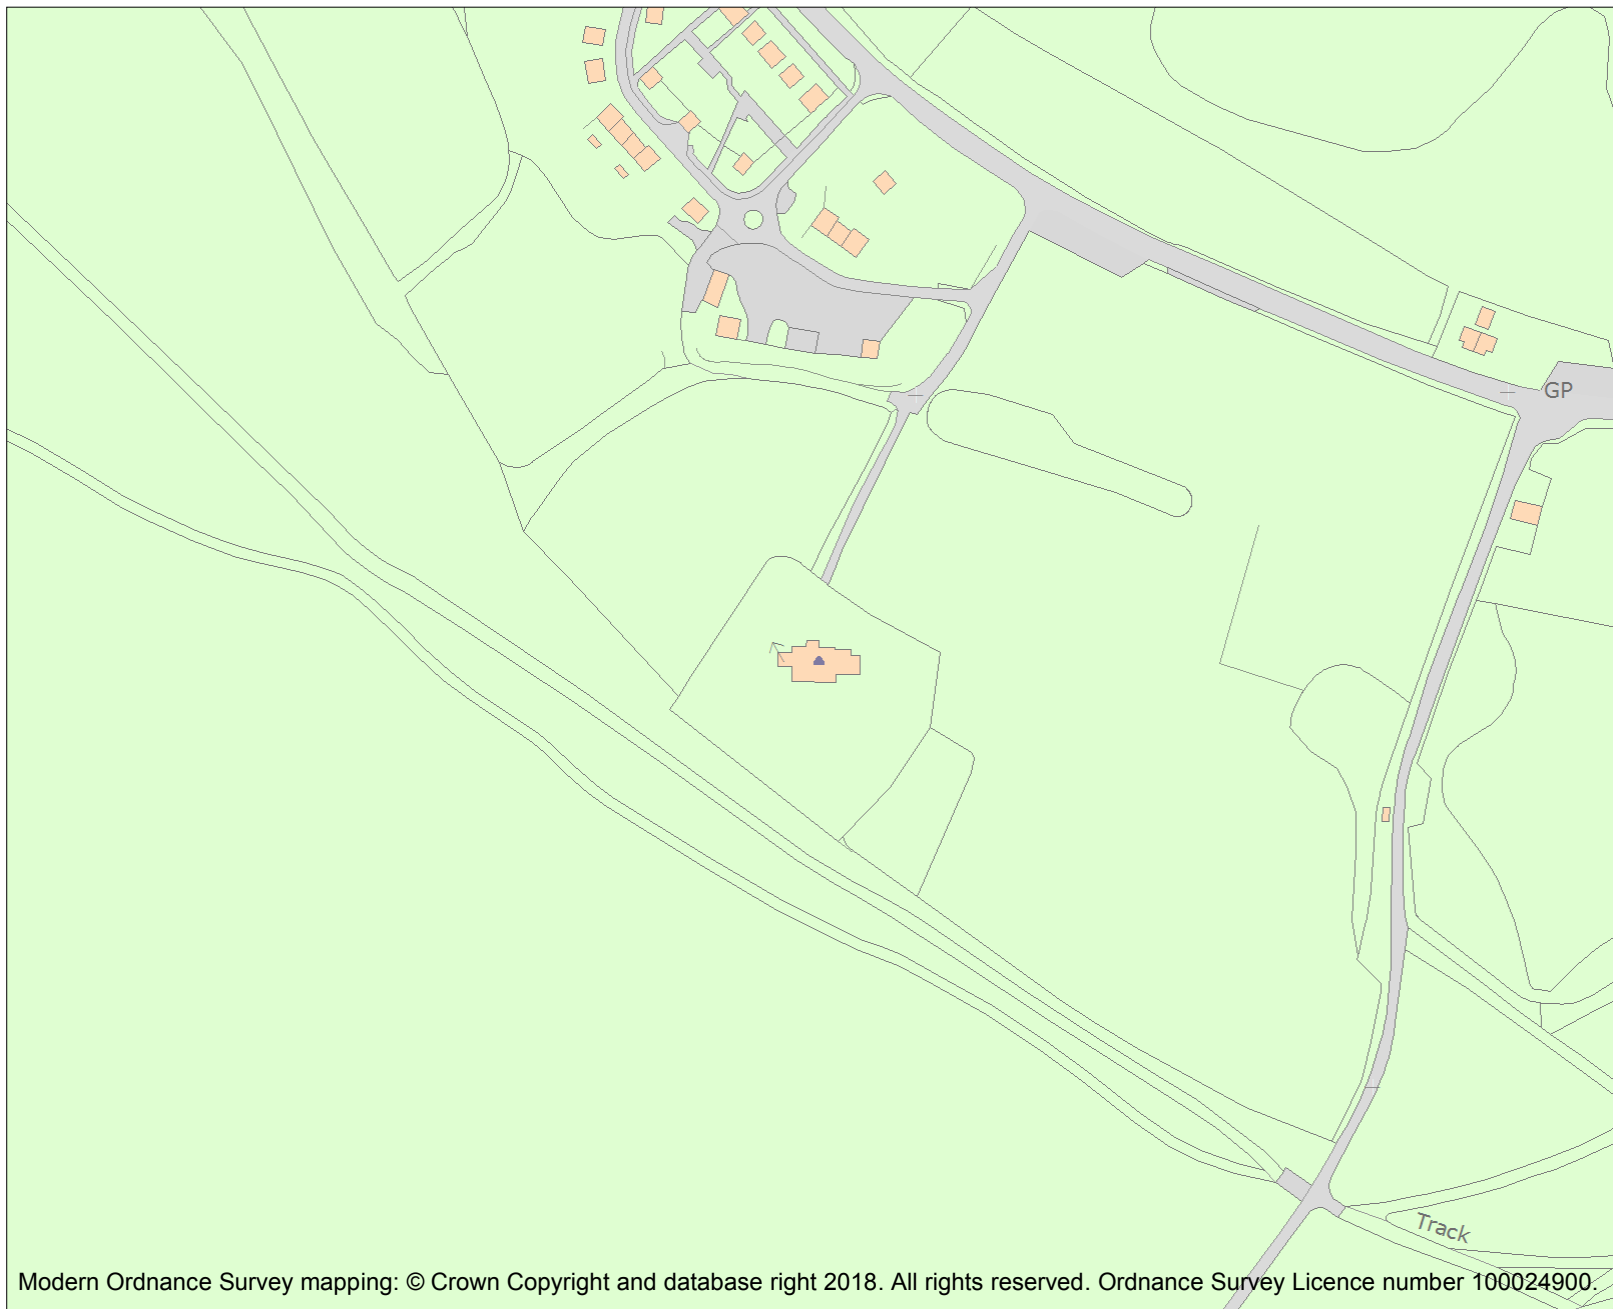 GP
Track
Modern Ordnance Survey mapping: © Crown Copyright and database right 2018. All rights reserved. Ordnance Survey Licence number 100024900.